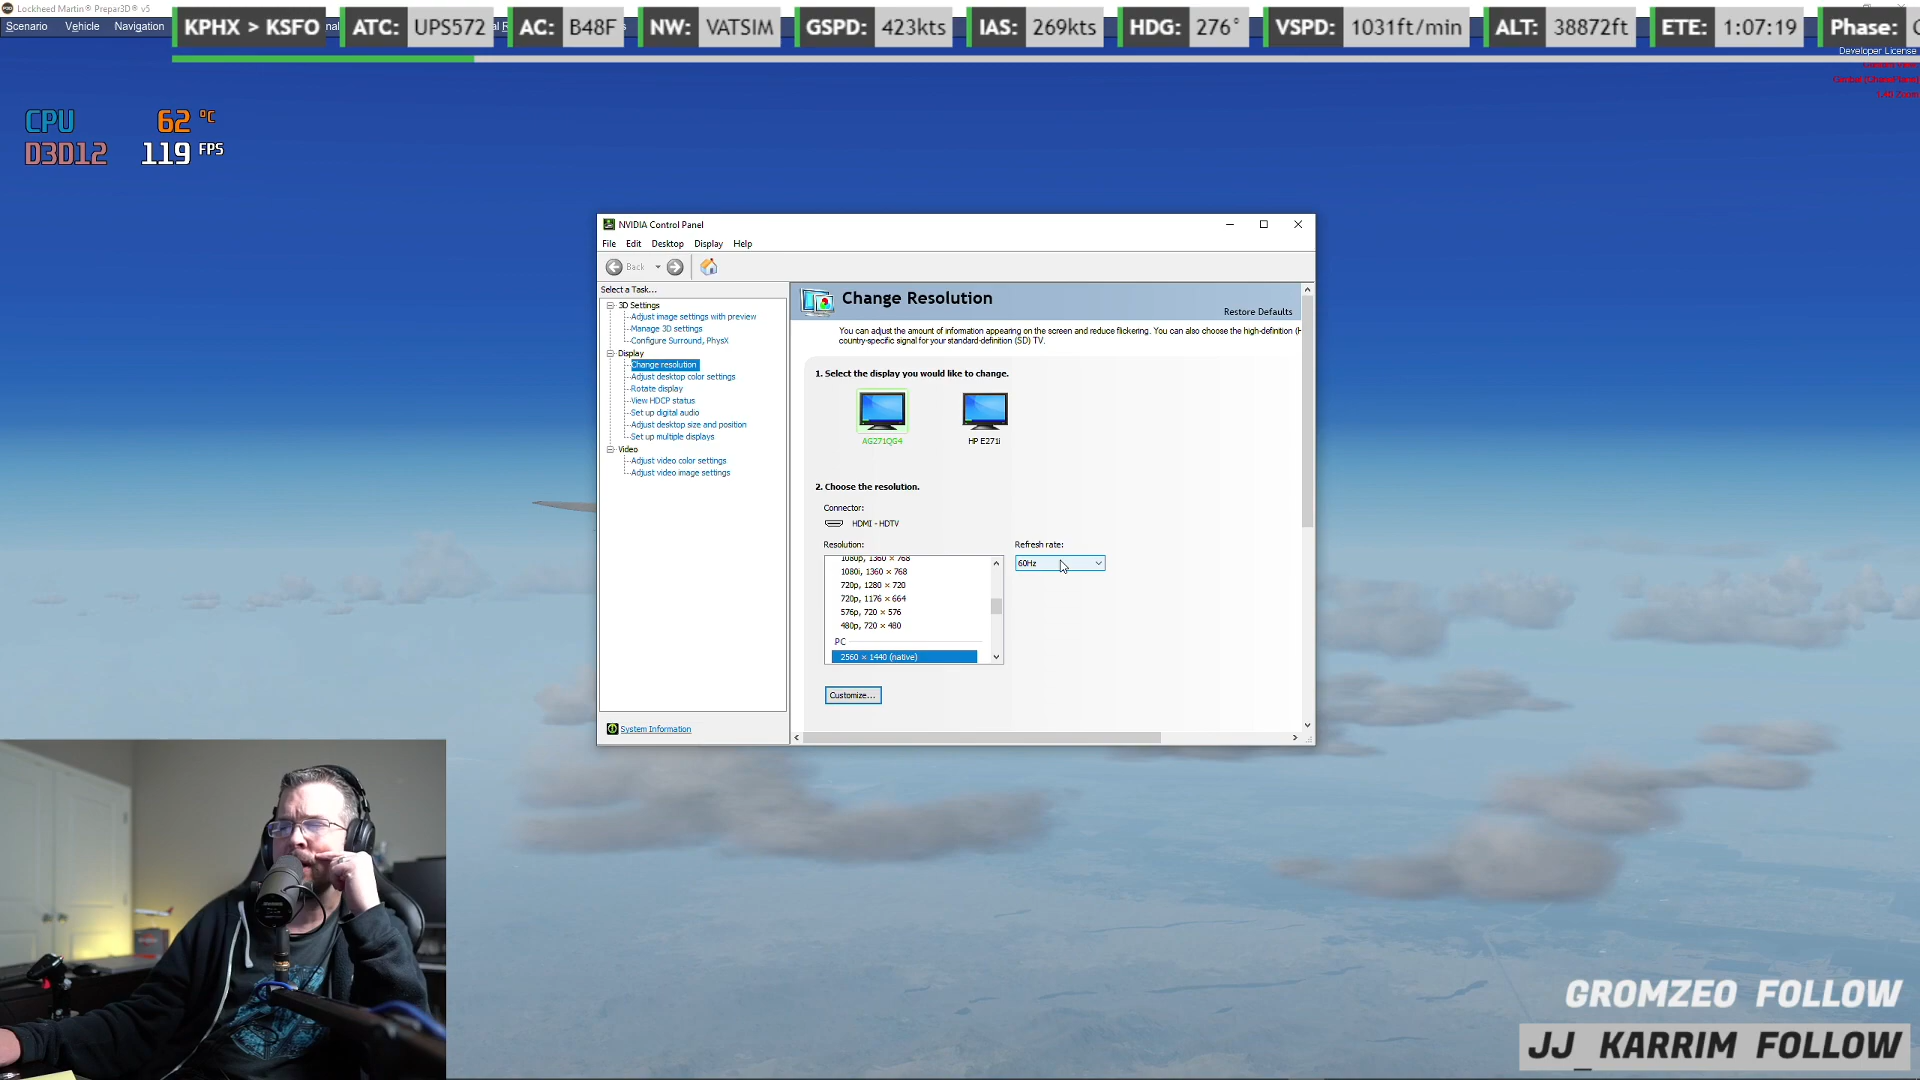 Lockheed Martin® Prepar3D® v5
Scenario Vehicle Navigation
KPHX > KSFO ATC: UPS572 AC: B48F NW: VATSIM GSPD: 423kts IAS: 269kts HDG: 276° VSPD: 1031ft/min ALT: 38872ft ETE: 1:07:19 Phase:
Developer License
CPU 62 °C
D3D12 119 FPS
NVIDIA Control Panel
File Edit Desktop Display Help
Back
Select a Task...
3D Settings
Adjust image settings with preview
Manage 3D settings
Configure Surround, PhysX
Display
Change resolution
Adjust desktop color settings
Rotate display
View HDCP status
Set up digital audio
Adjust desktop size and position
Set up multiple displays
Video
Adjust video color settings
Adjust video image settings
System Information
Change Resolution
Restore Defaults
You can adjust the amount of information appearing on the screen and reduce flickering. You can also choose the high-definition (H
country-specific signal for your standard-definition (SD) TV.
1. Select the display you would like to change.
AG271QG4 HP E271i
2. Choose the resolution.
Connector:
HDMI - HDTV
Resolution:
Refresh rate:
60Hz
1080p, 1360 × 768
1080i, 1360 × 768
720p, 1280 × 720
720p, 1176 × 664
576p, 720 × 576
480p, 720 × 480
PC
2560 × 1440 (native)
Customize...
GROMZEO FOLLOW
JJ_KARRIM FOLLOW